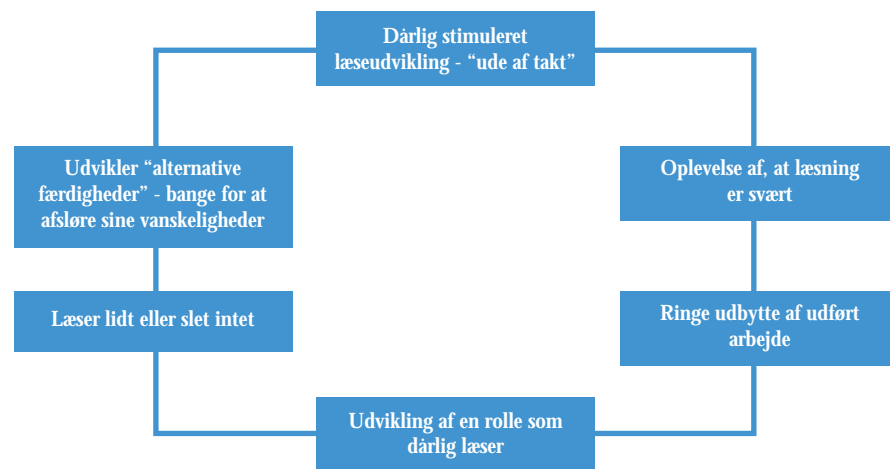 Dårlig stimuleret
læseudvikling - “ude af takt”
Udvikler “alternative
færdigheder” - bange for at
afsløre sine vanskeligheder
Oplevelse af, at læsning
er svært
Læser lidt eller slet intet
Ringe udbytte af udført
arbejde
Udvikling af en rolle som
dårlig læser